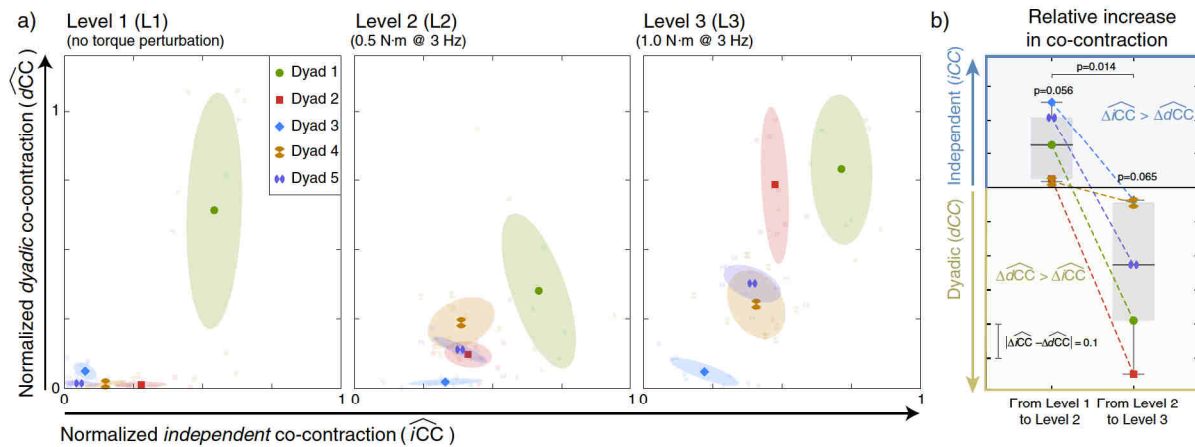 a)
Level 1 (L1)
(no torque perturbation)
Level 2 (L2)
(0.5 N·m @ 3 Hz)
Level 3 (L3)
(1.0 N·m @ 3 Hz)
Normalized dyadic co-contraction (dCC)
1
0
Dyad 1
Dyad 2
Dyad 3
Dyad 4
Dyad 5
1 0
1 0
1
Normalized independent co-contraction (iCC)
b)
Relative increase
in co-contraction
Independent (iCC)
Dyadic (dCC)
p=0.014
p=0.056
ΔiCC > ΔdCC
p=0.065
ΔdCC > ΔiCC
|ΔiCC −ΔdCC| = 0.1
From Level 1
to Level 2
From Level 2
to Level 3